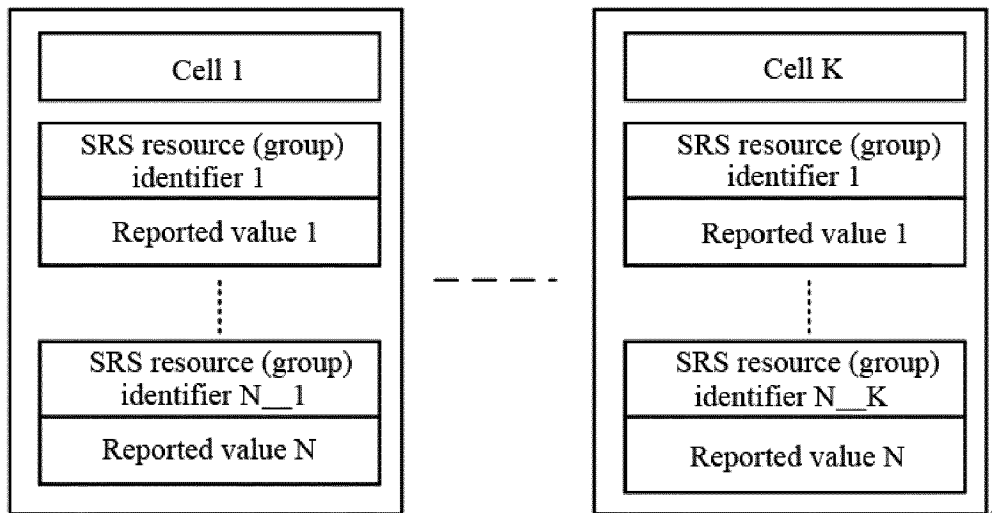 Cell 1
SRS resource (group)
identifier 1
Reported value 1
SRS resource (group)
identifier N__1
Reported value N
Cell K
SRS resource (group)
identifier 1
Reported value 1
SRS resource (group)
identifier N__K
Reported value N